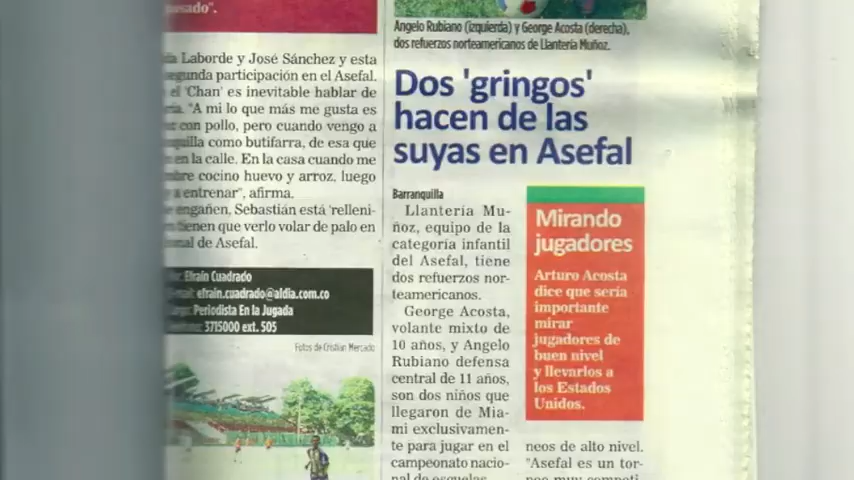 asado".
Laborde y José Sánchez y esta
segunda participación en el Asefal.
el 'Chan' es inevitable hablar de
"A mi lo que más me gusta es
con pollo, pero cuando vengo a
quilla como butifarra, de esa que
en la calle. En la casa cuando me
cocino huevo y arroz, luego
a entrenar", afirma.
engañen, Sebastián está 'relleni-
tienen que verlo volar de palo en
de Asefal.
Efraín Cuadrado
efrain.cuadrado@aldia.com.co
Periodista En la Jugada
3715000 ext. 505
Fotos de Cristian Mercado
Angelo Rubiano (izquierda) y George Acosta (derecha),
dos refuerzos norteamericanos de Llantería Muñoz.
Dos 'gringos'
hacen de las
suyas en Asefal
Barranquilla
Llantería Mu-
ñoz, equipo de la
categoría infantil
del Asefal, tiene
dos refuerzos nor-
teamericanos.
George Acosta,
volante mixto de
10 años, y Angelo
Rubiano defensa
central de 11 años,
son dos niños que
llegaron de Mia-
mi exclusivamen-
te para jugar en el
campeonato nacio-
nal de escuelas
Mirando
jugadores
Arturo Acosta
dice que sería
importante
mirar
jugadores de
buen nivel
y llevarlos a
los Estados
Unidos.
neos de alto nivel.
"Asefal es un tor-
neo muy competi-